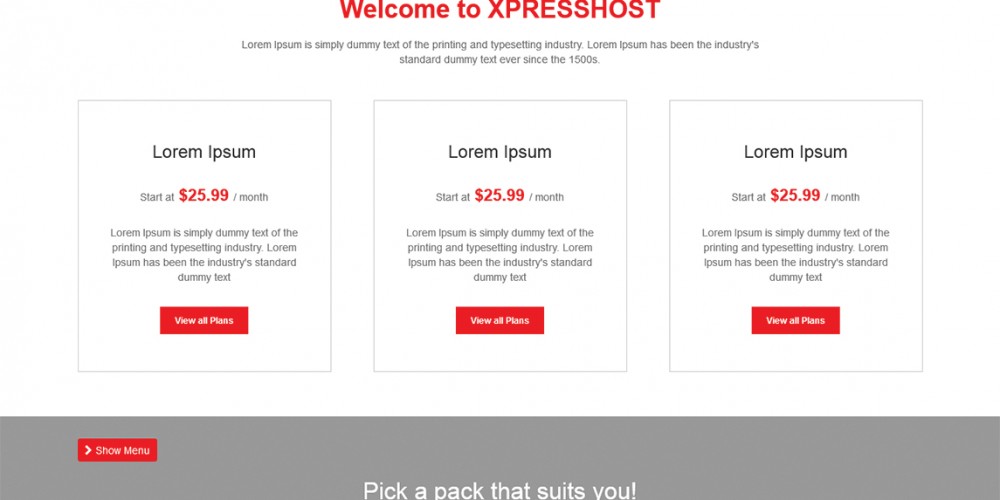 Welcome to XPRESSHOST
Lorem Ipsum is simply dummy text of the printing and typesetting industry. Lorem Ipsum has been the industry's
standard dummy text ever since the 1500s.
Lorem Ipsum
Start at $25.99 / month
Lorem Ipsum is simply dummy text of the
printing and typesetting industry. Lorem
Ipsum has been the industry's standard
dummy text
View all Plans
Lorem Ipsum
Start at $25.99 / month
Lorem Ipsum is simply dummy text of the
printing and typesetting industry. Lorem
Ipsum has been the industry's standard
dummy text
View all Plans
Lorem Ipsum
Start at $25.99 / month
Lorem Ipsum is simply dummy text of the
printing and typesetting industry. Lorem
Ipsum has been the industry's standard
dummy text
View all Plans
Show Menu
Pick a pack that suits you!